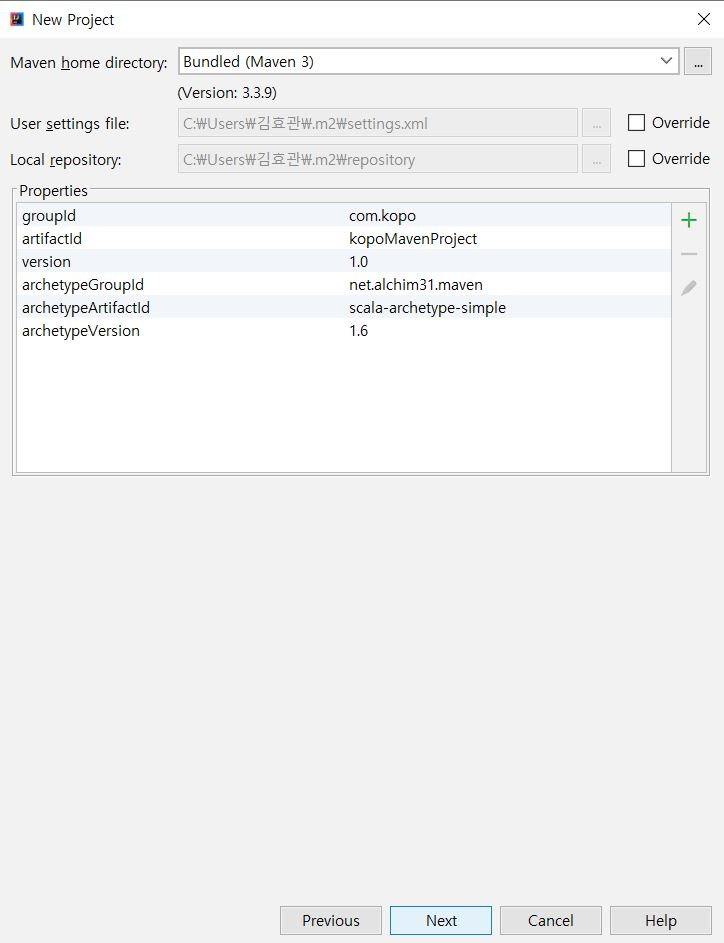 New Project
Maven home directory: Bundled (Maven 3) ...
(Version: 3.3.9)
User settings file: C:₩Users₩김효관₩.m2₩settings.xml ... Override
Local repository: C:₩Users₩김효관₩.m2₩repository ... Override
Properties
groupId com.kopo
artifactId kopoMavenProject
version 1.0
archetypeGroupId net.alchim31.maven
archetypeArtifactId scala-archetype-simple
archetypeVersion 1.6
Previous Next Cancel Help